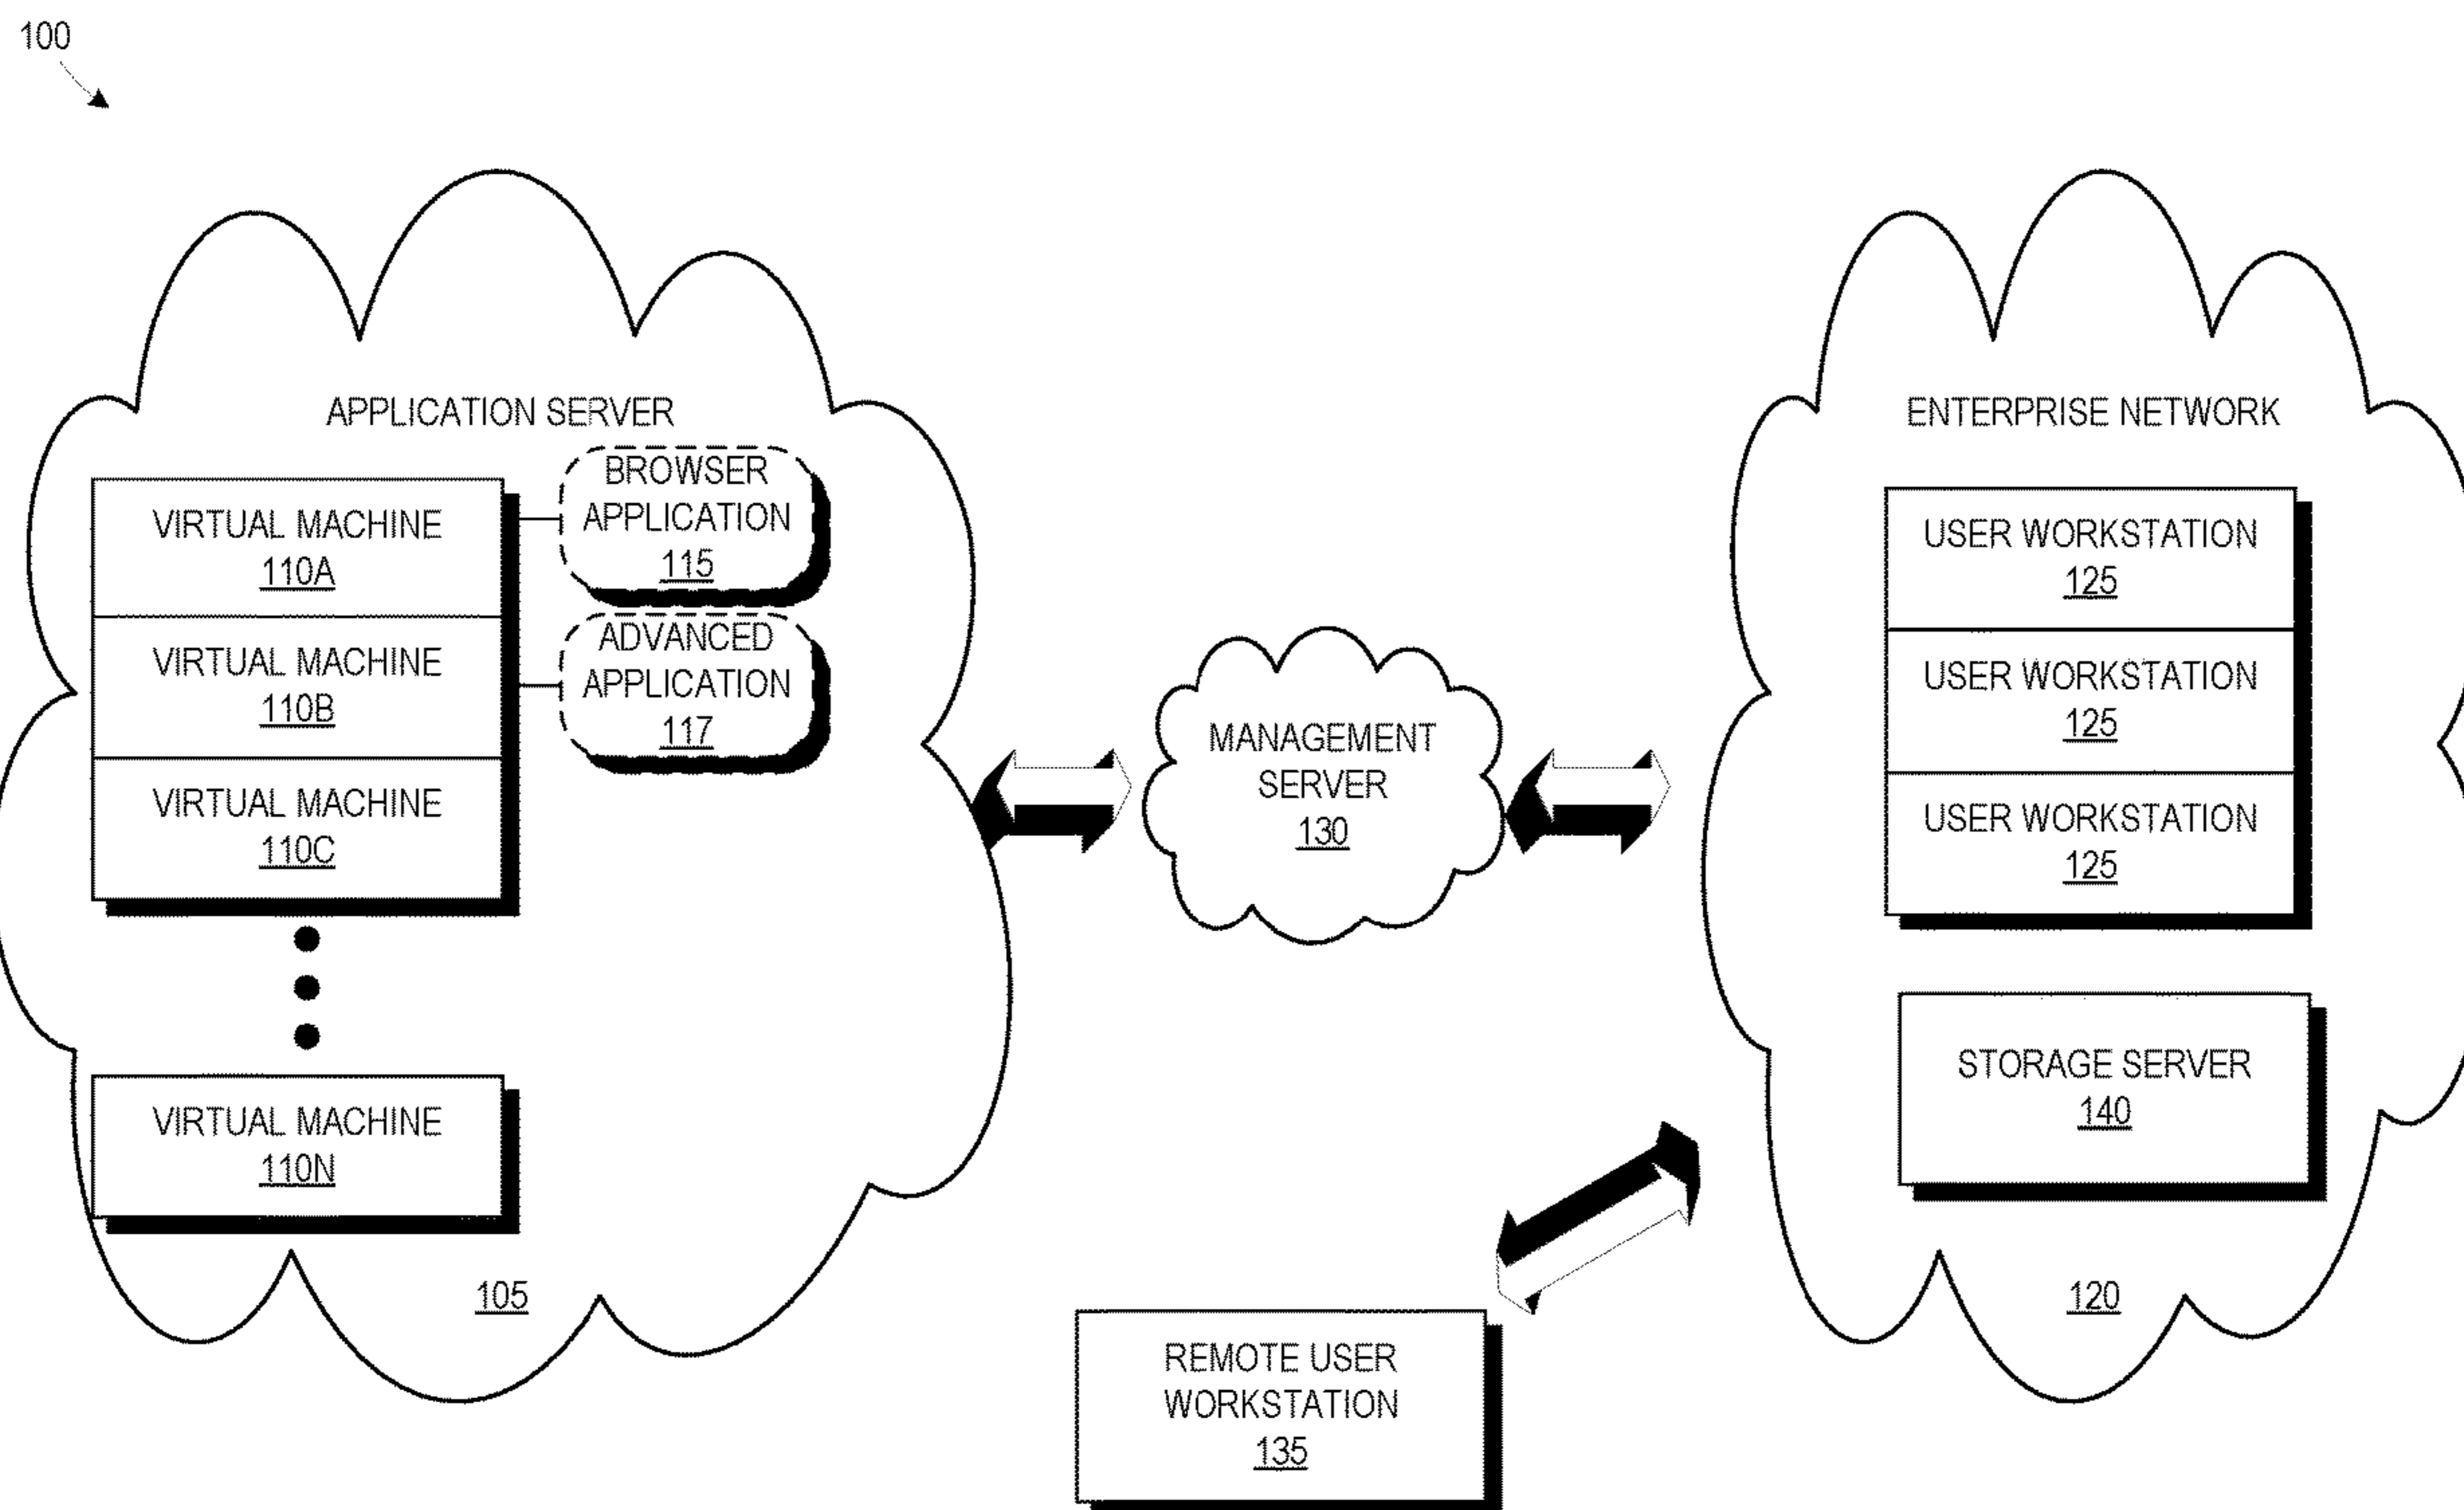 100
APPLICATION SERVER
VIRTUAL MACHINE
110A
VIRTUAL MACHINE
110B
VIRTUAL MACHINE
110C
VIRTUAL MACHINE
110N
BROWSER
APPLICATION
115
ADVANCED
APPLICATION
117
105
MANAGEMENT
SERVER
130
ENTERPRISE NETWORK
USER WORKSTATION
125
USER WORKSTATION
125
USER WORKSTATION
125
STORAGE SERVER
140
120
REMOTE USER
WORKSTATION
135